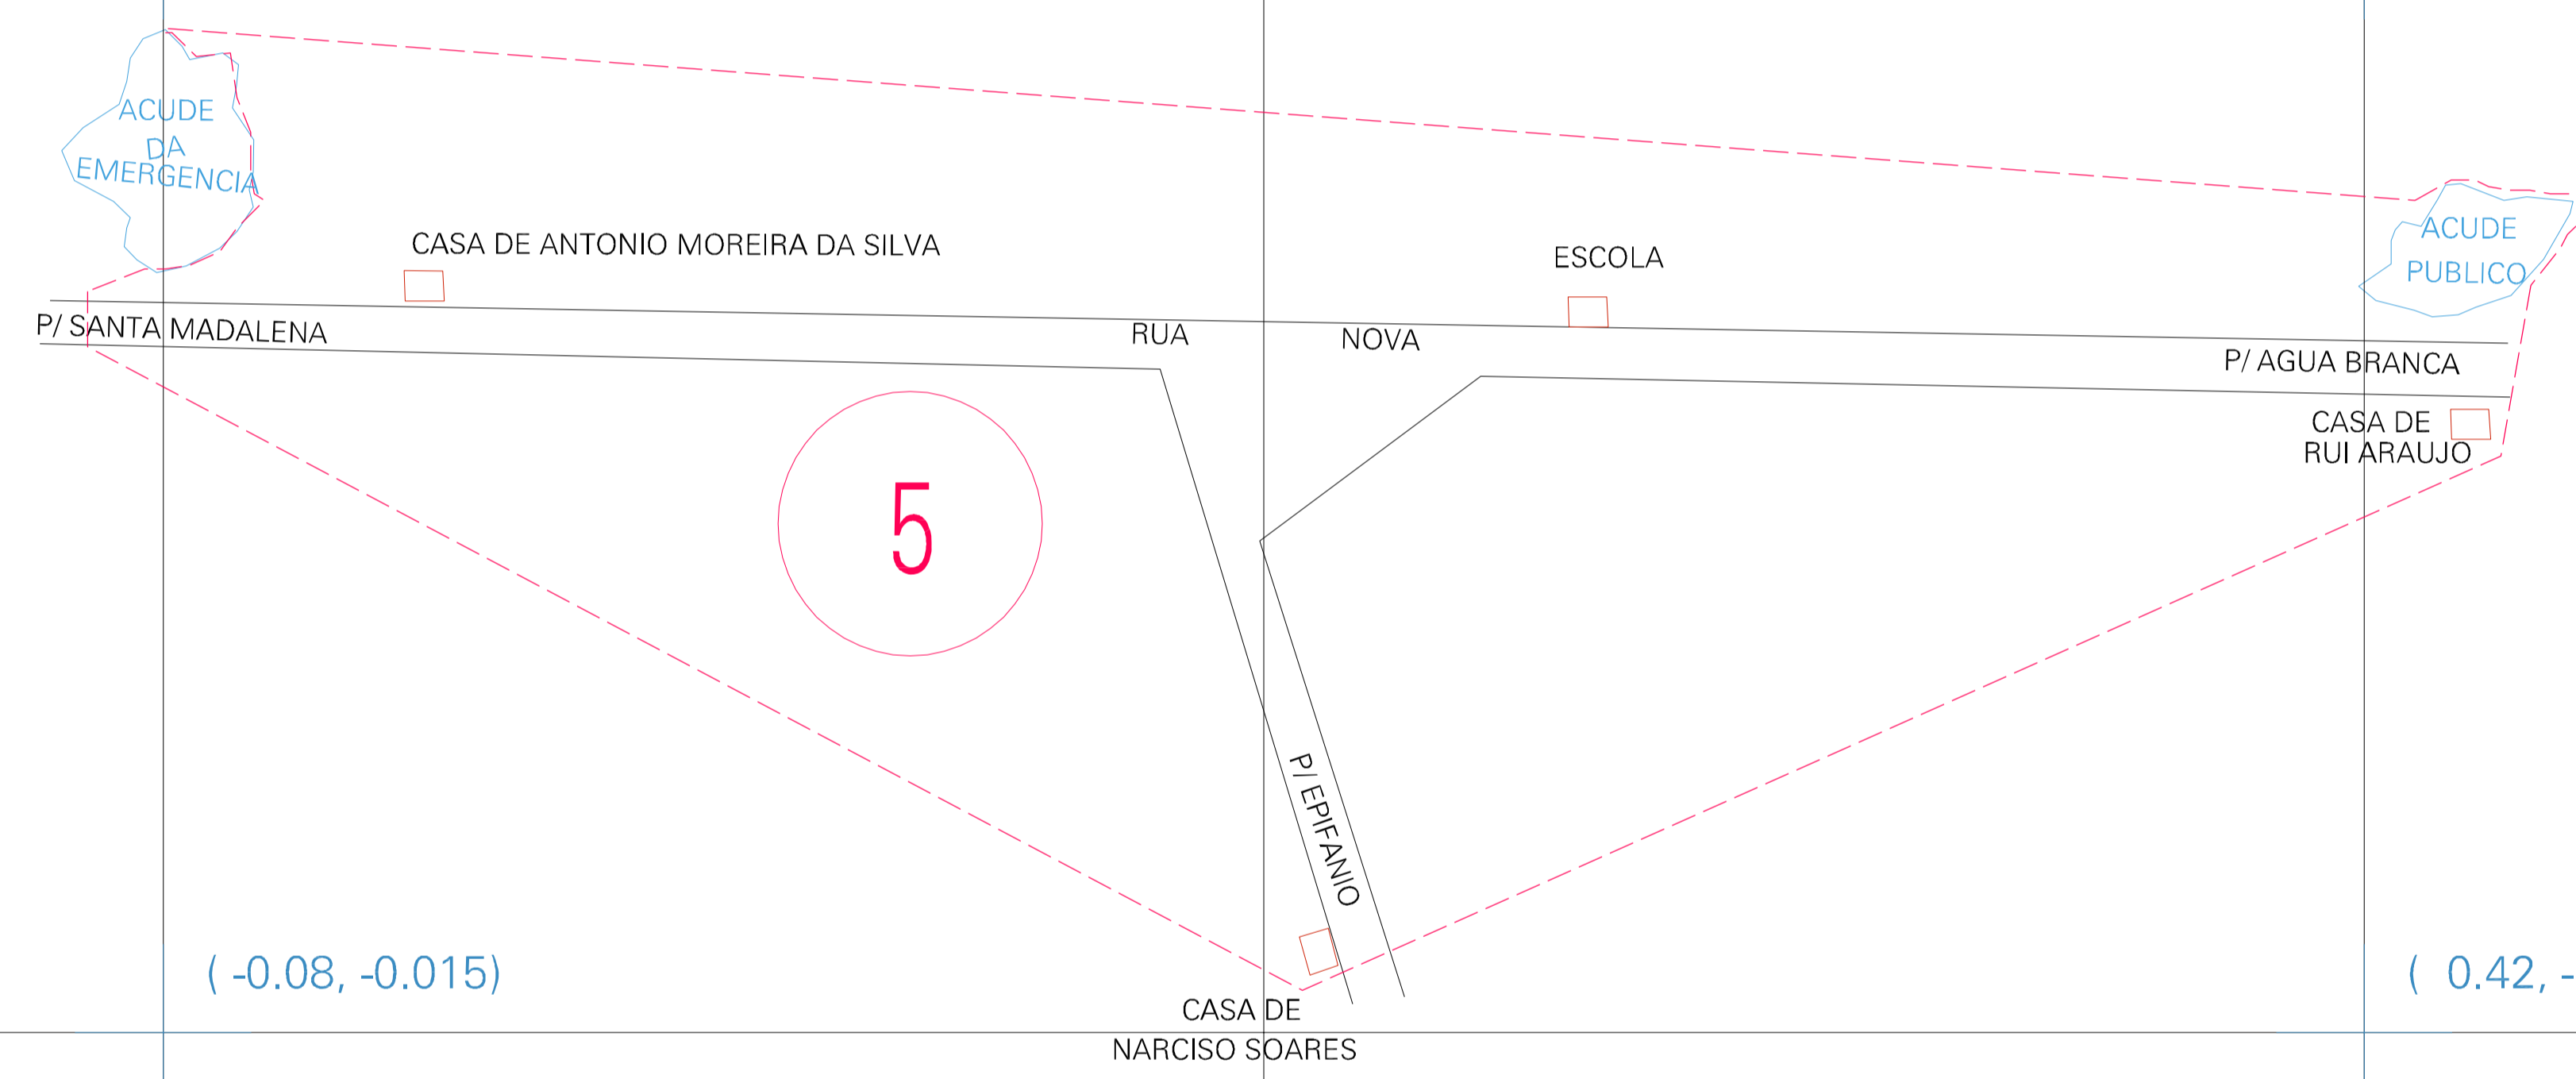 ACUDE
DA
EMERGENCIA
CASA DE ANTONIO MOREIRA DA SILVA
ESCOLA
ACUDE
PUBLICO
P/ SANTA MADALENA
RUA NOVA
P/ AGUA BRANCA
CASA DE
RUI ARAUJO
5
P/ EPIFANIO
( -0.08, -0.015)
( 0.42, -
CASA DE
NARCISO SOARES